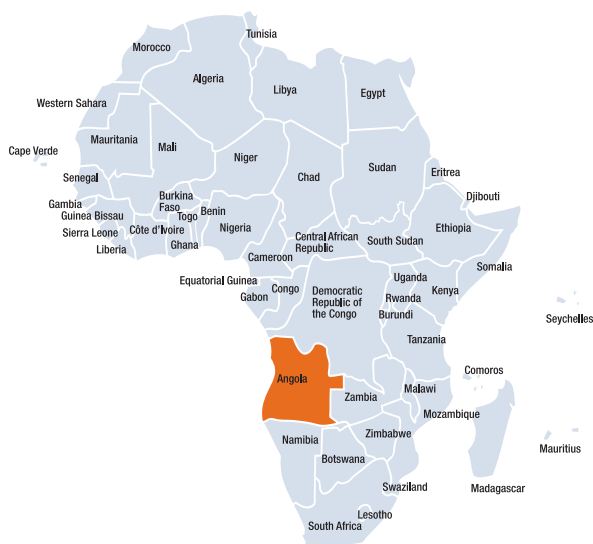 Tunisia
Morocco
Algeria
Libya
Egypt
Western Sahara
Mauritania
Mali
Cape Verde
Niger
Chad
Sudan
Eritrea
Senegal
Djibouti
Gambia
Burkina
Faso
Benin
Guinea Bissau
Togo
Nigeria
Ethiopia
Sierra Leone
Côte d'Ivoire
Ghana
Central African
Republic
South Sudan
Liberia
Cameroon
Somalia
Equatorial Guinea
Gabon
Congo
Democratic
Republic of
the Congo
Uganda
Rwanda
Kenya
Burundi
Seychelles
Tanzania
Angola
Comoros
Malawi
Zambia
Mozambique
Zimbabwe
Namibia
Mauritius
Botswana
Swaziland
Madagascar
Lesotho
South Africa